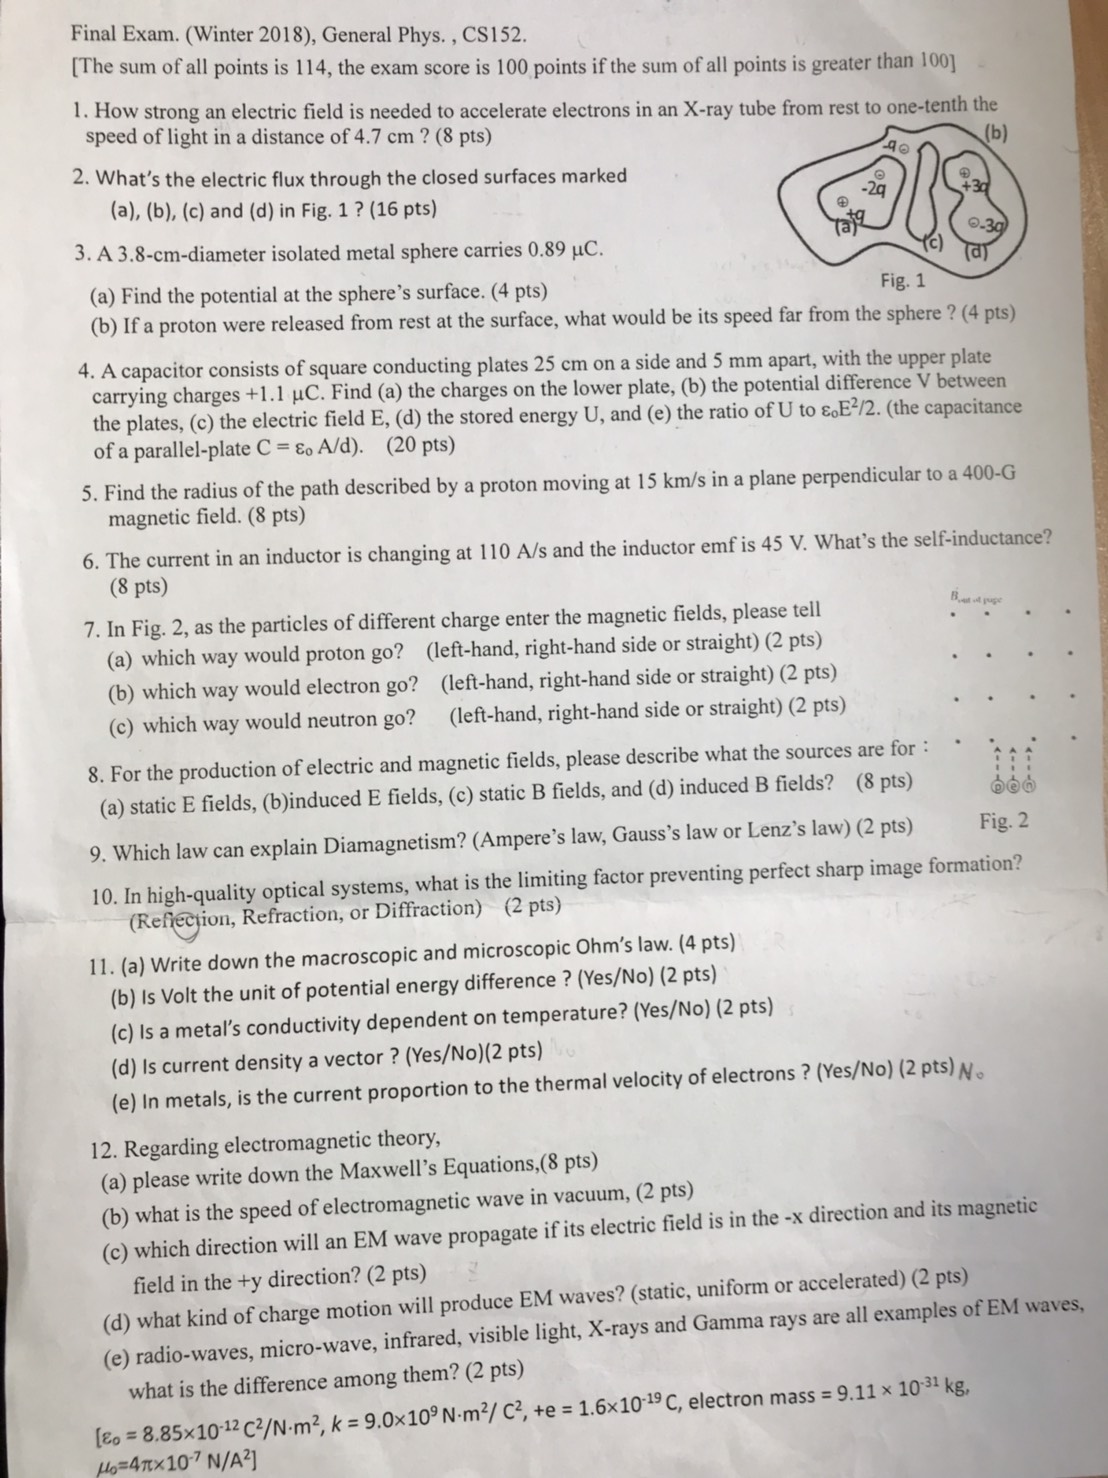 Final Exam. (Winter 2018), General Phys. , CS152.
[The sum of all points is 114, the exam score is 100 points if the sum of all points is greater than 100]
1. How strong an electric field is needed to accelerate electrons in an X-ray tube from rest to one-tenth the
speed of light in a distance of 4.7 cm ? (8 pts)
2. What's the electric flux through the closed surfaces marked
(a), (b), (c) and (d) in Fig. 1 ? (16 pts)
(b)
-q ⊖
⊖
-2q
⊕
+q
(a)
(c)
⊕
+3q
⊖-3q
(d)
Fig. 1
3. A 3.8-cm-diameter isolated metal sphere carries 0.89 μC.
(a) Find the potential at the sphere's surface. (4 pts)
(b) If a proton were released from rest at the surface, what would be its speed far from the sphere ? (4 pts)
4. A capacitor consists of square conducting plates 25 cm on a side and 5 mm apart, with the upper plate
carrying charges +1.1 μC. Find (a) the charges on the lower plate, (b) the potential difference V between
the plates, (c) the electric field E, (d) the stored energy U, and (e) the ratio of U to ε₀E²/2. (the capacitance
of a parallel-plate C = ε₀ A/d). (20 pts)
5. Find the radius of the path described by a proton moving at 15 km/s in a plane perpendicular to a 400-G
magnetic field. (8 pts)
6. The current in an inductor is changing at 110 A/s and the inductor emf is 45 V. What's the self-inductance?
(8 pts)
7. In Fig. 2, as the particles of different charge enter the magnetic fields, please tell
(a) which way would proton go? (left-hand, right-hand side or straight) (2 pts)
(b) which way would electron go? (left-hand, right-hand side or straight) (2 pts)
(c) which way would neutron go? (left-hand, right-hand side or straight) (2 pts)
B out of page
p e n
Fig. 2
8. For the production of electric and magnetic fields, please describe what the sources are for :
(a) static E fields, (b)induced E fields, (c) static B fields, and (d) induced B fields? (8 pts)
9. Which law can explain Diamagnetism? (Ampere's law, Gauss's law or Lenz's law) (2 pts)
10. In high-quality optical systems, what is the limiting factor preventing perfect sharp image formation?
(Reflection, Refraction, or Diffraction) (2 pts)
11. (a) Write down the macroscopic and microscopic Ohm's law. (4 pts)
(b) Is Volt the unit of potential energy difference ? (Yes/No) (2 pts)
(c) Is a metal's conductivity dependent on temperature? (Yes/No) (2 pts)
(d) Is current density a vector ? (Yes/No)(2 pts)
(e) In metals, is the current proportion to the thermal velocity of electrons ? (Yes/No) (2 pts) No
12. Regarding electromagnetic theory,
(a) please write down the Maxwell's Equations,(8 pts)
(b) what is the speed of electromagnetic wave in vacuum, (2 pts)
(c) which direction will an EM wave propagate if its electric field is in the -x direction and its magnetic
field in the +y direction? (2 pts)
(d) what kind of charge motion will produce EM waves? (static, uniform or accelerated) (2 pts)
(e) radio-waves, micro-wave, infrared, visible light, X-rays and Gamma rays are all examples of EM waves,
what is the difference among them? (2 pts)
[ε₀ = 8.85×10⁻¹² C²/N·m², k = 9.0×10⁹ N·m²/ C², +e = 1.6×10⁻¹⁹ C, electron mass = 9.11 × 10⁻³¹ kg,
μ₀=4π×10⁻⁷ N/A²]